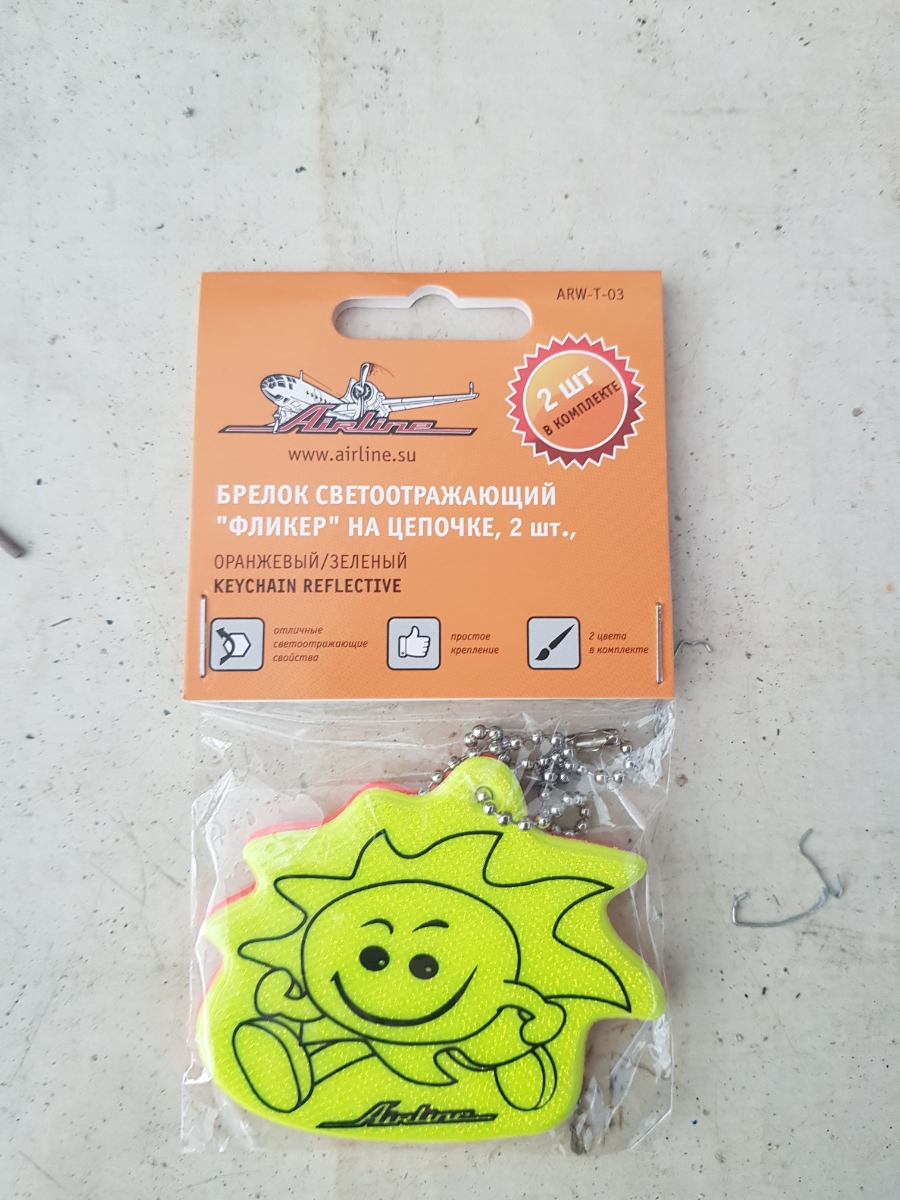 ARW-T-03
2 ШТ
В КОМПЛЕКТЕ
Airline
www.airline.su
БРЕЛОК СВЕТООТРАЖАЮЩИЙ
"ФЛИКЕР" НА ЦЕПОЧКЕ, 2 шт.,
ОРАНЖЕВЫЙ/ЗЕЛЕНЫЙ
KEYCHAIN REFLECTIVE
отличные
светоотражающие
свойства
простое
крепление
2 цвета
в комплекте
Airline